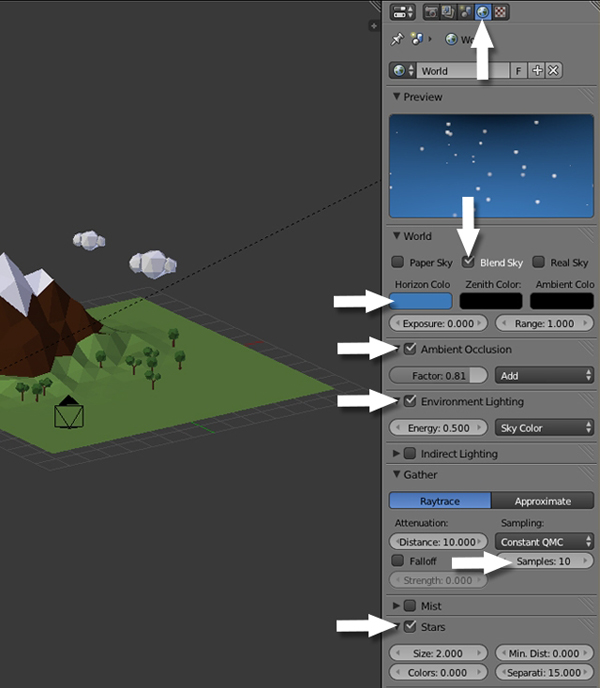 Wo
World F
Preview
World
Paper Sky Blend Sky Real Sky
Horizon Colo Zenith Color: Ambient Colo
Exposure: 0.000 Range: 1.000
Ambient Occlusion
Factor: 0.81 Add
Environment Lighting
Energy: 0.500 Sky Color
Indirect Lighting
Gather
Raytrace Approximate
Attenuation: Sampling:
Distance: 10.000 Constant QMC
Falloff Samples: 10
Strength: 0.000
Mist
Stars
Size: 2.000 Min. Dist: 0.000
Colors: 0.000 Separati: 15.000